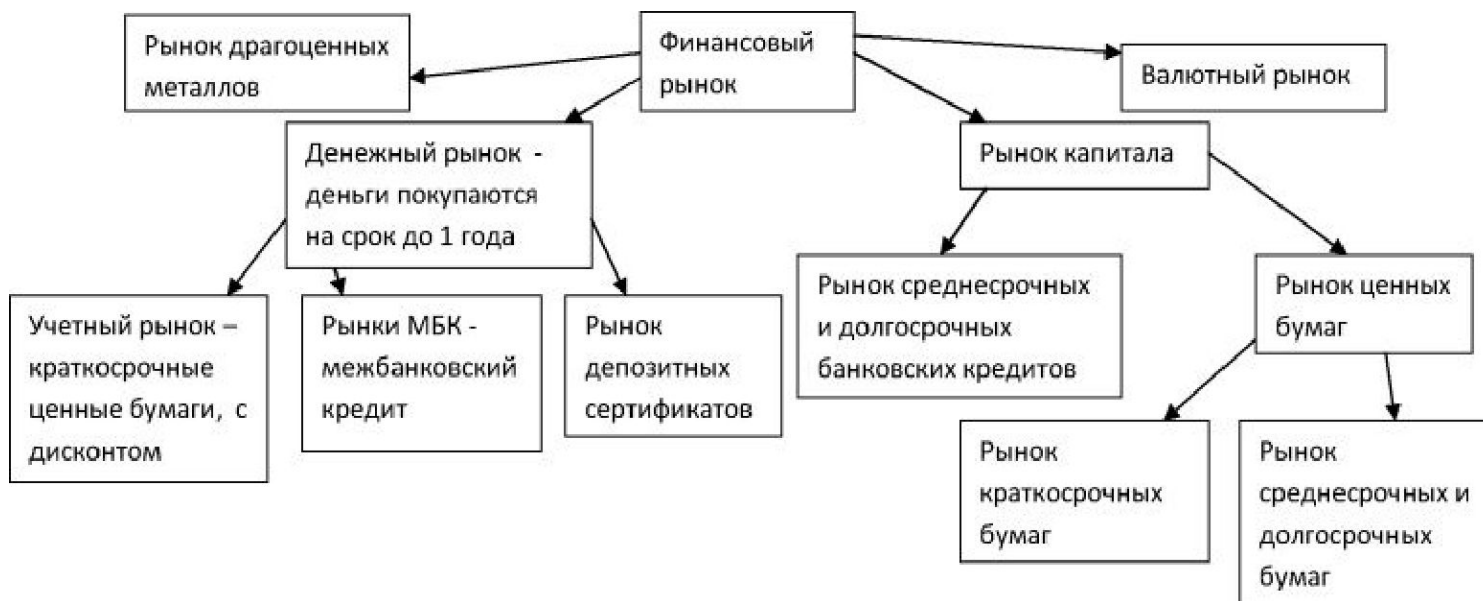 Рынок драгоценных
металлов
Финансовый
рынок
Валютный рынок
Денежный рынок -
деньги покупаются
на срок до 1 года
Рынок капитала
Учетный рынок –
краткосрочные
ценные бумаги, с
дисконтом
Рынки МБК -
межбанковский
кредит
Рынок
депозитных
сертификатов
Рынок среднесрочных
и долгосрочных
банковских кредитов
Рынок ценных
бумаг
Рынок
краткосрочных
бумаг
Рынок
среднесрочных и
долгосрочных
бумаг